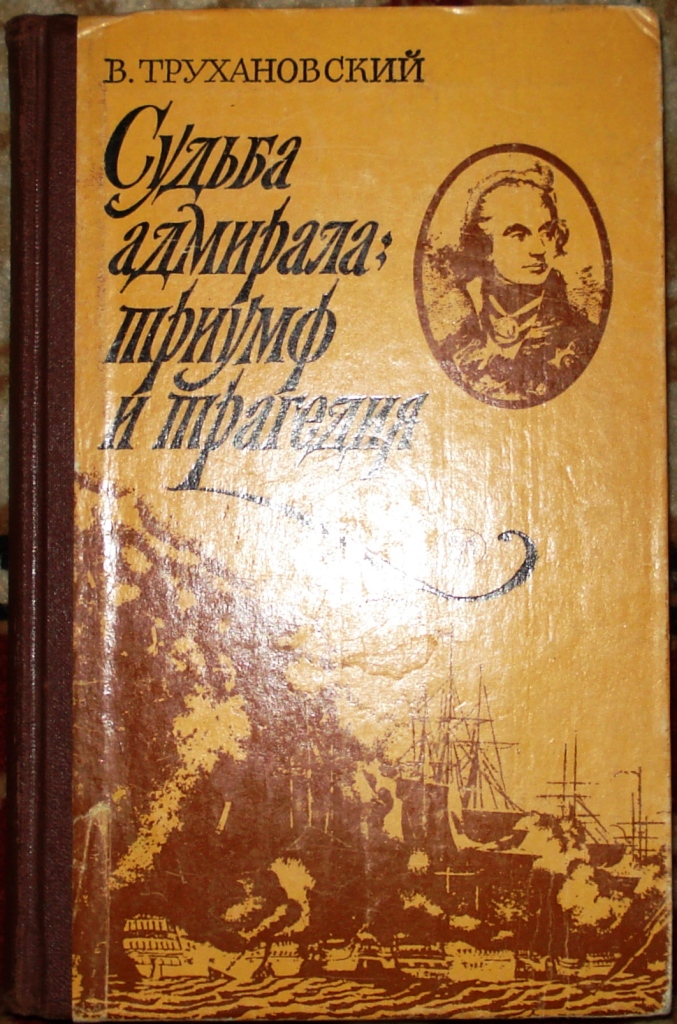 В. ТРУХАНОВСКИЙ
Судьба
адмирала:
триумф
и трагедия